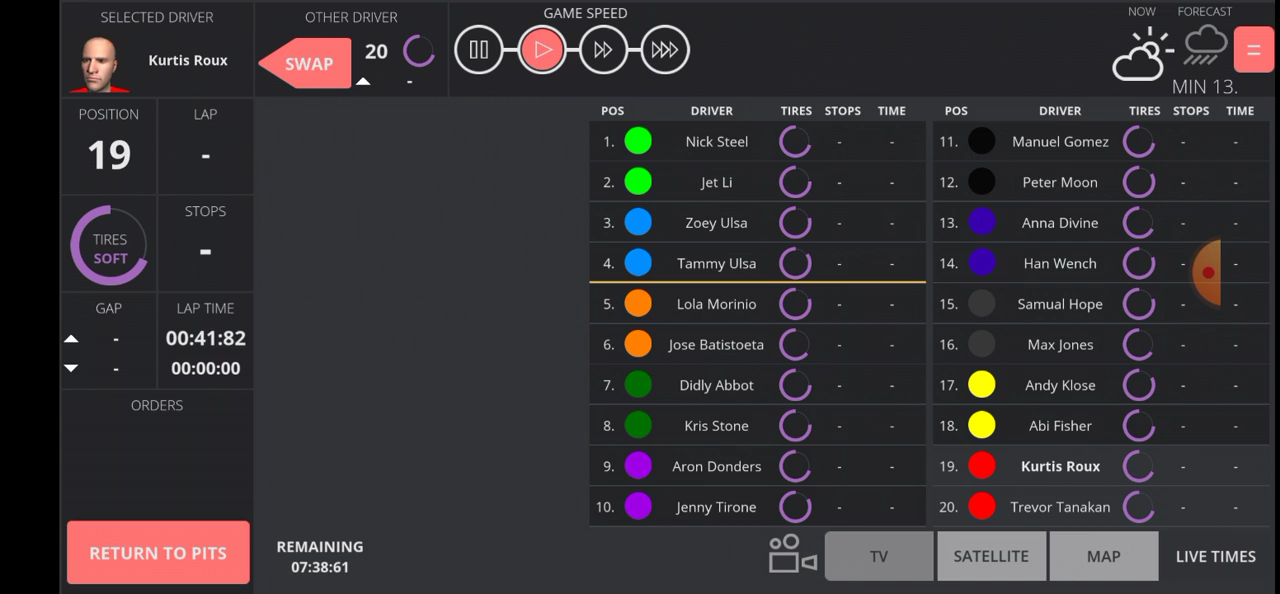 SELECTED DRIVER
Kurtis Roux
OTHER DRIVER
SWAP
20
-
GAME SPEED
NOW
FORECAST
MIN 13.
POSITION
19
LAP
-
TIRES
SOFT
STOPS
-
GAP
-
-
LAP TIME
00:41:82
00:00:00
ORDERS
RETURN TO PITS
REMAINING
07:38:61
POS DRIVER TIRES STOPS TIME
1. Nick Steel - -
2. Jet Li - -
3. Zoey Ulsa - -
4. Tammy Ulsa - -
5. Lola Morinio - -
6. Jose Batistoeta - -
7. Didly Abbot - -
8. Kris Stone - -
9. Aron Donders - -
10. Jenny Tirone - -
POS DRIVER TIRES STOPS TIME
11. Manuel Gomez - -
12. Peter Moon - -
13. Anna Divine - -
14. Han Wench - -
15. Samual Hope - -
16. Max Jones - -
17. Andy Klose - -
18. Abi Fisher - -
19. Kurtis Roux - -
20. Trevor Tanakan - -
TV
SATELLITE
MAP
LIVE TIMES